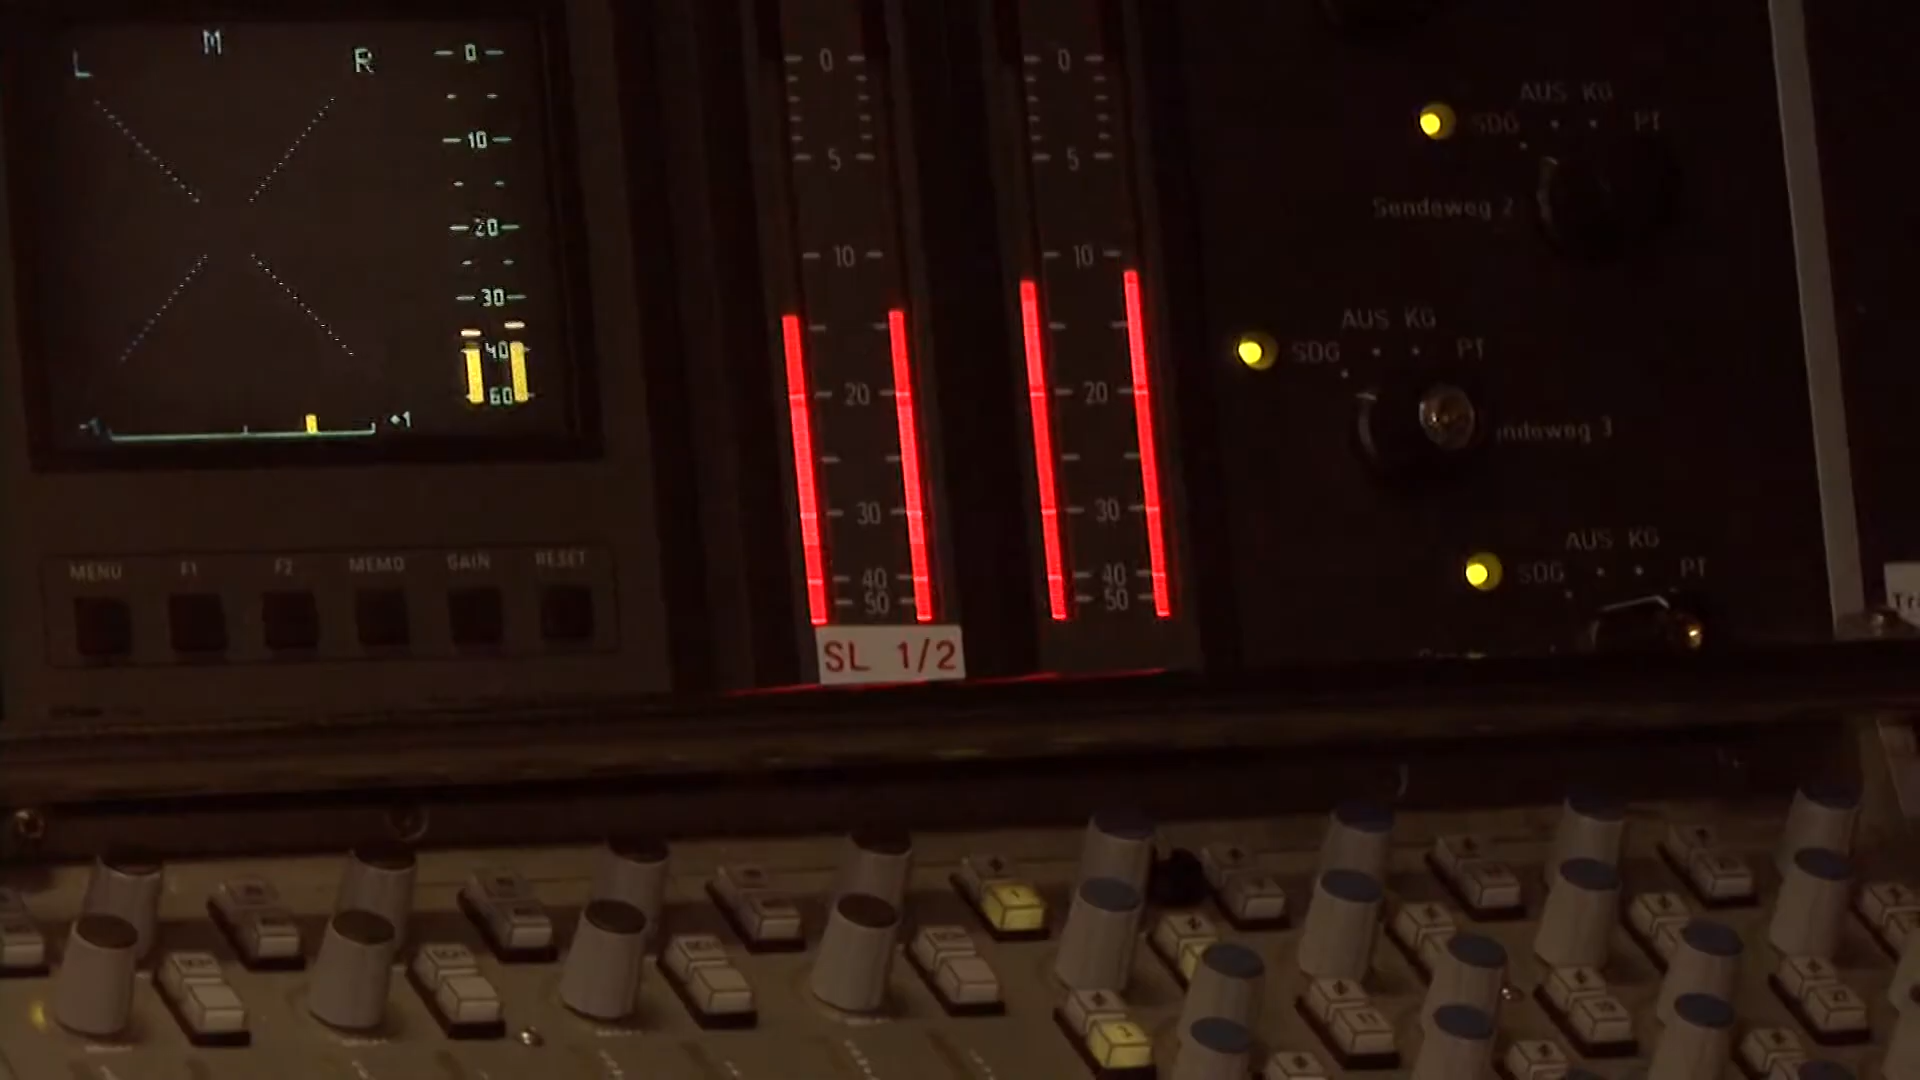 L M R
0
10
20
30
40
60
-1 +1
0
5
10
20
30
40
50
0
5
10
20
30
40
50
SL 1/2
MENU F1 F2 MEMO GAIN RESET
AUS KG
SDG PT
Sendeweg 2
AUS KG
SDG PT
ndeweg 3
AUS KG
SDG PT